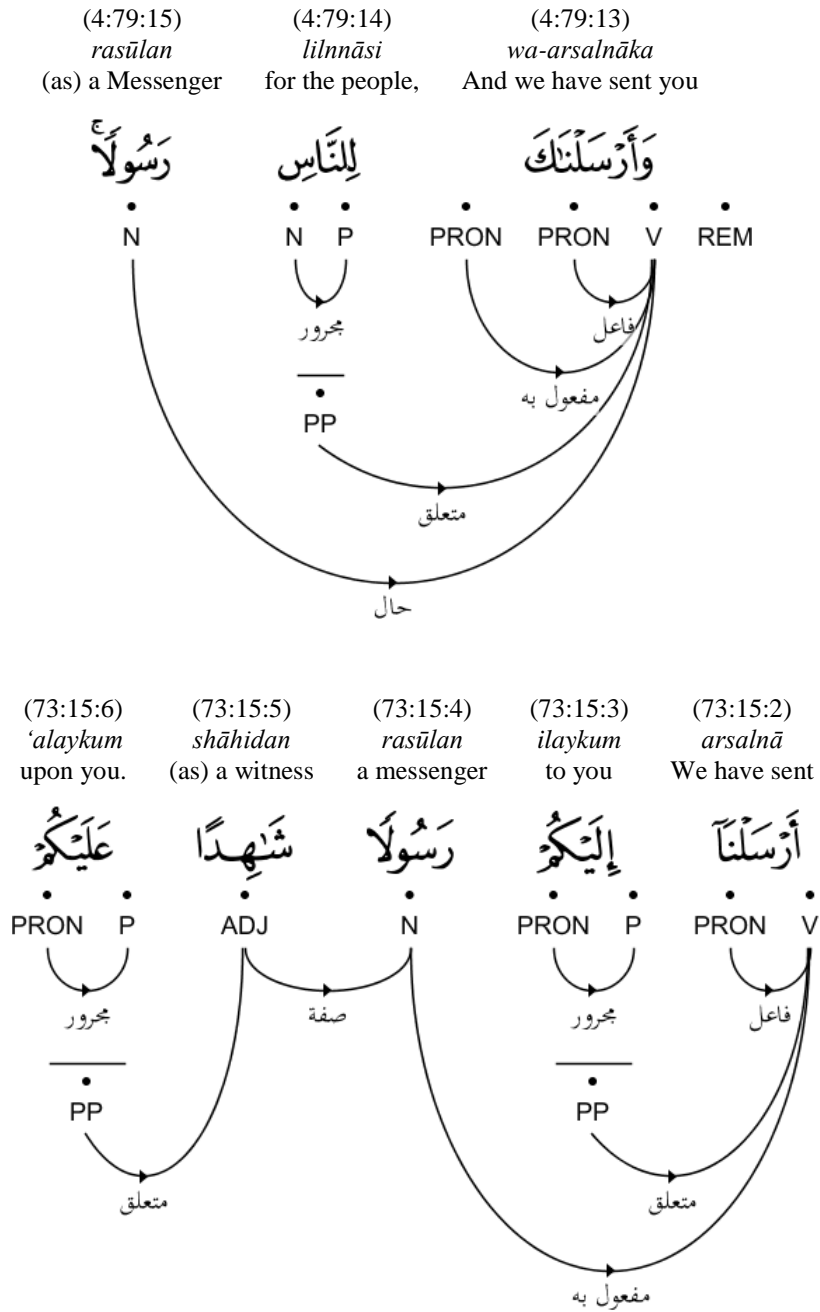 (4:79:15) (4:79:14) (4:79:13)
rasūlan lilnnāsi wa-arsalnāka
(as) a Messenger for the people, And we have sent you
وَأَرْسَلْنَٰكَ لِلنَّاسِ رَسُولًاۚ
N N P PRON PRON V REM
مجرور فاعل
مفعول به
PP
متعلق
حال
(73:15:6) (73:15:5) (73:15:4) (73:15:3) (73:15:2)
‘alaykum shāhidan rasūlan ilaykum arsalnā
upon you. (as) a witness a messenger to you We have sent
أَرْسَلْنَآ إِلَيْكُمْ رَسُولًا شَٰهِدًا عَلَيْكُمْ
PRON P ADJ N PRON P PRON V
مجرور صفة مجرور فاعل
PP PP
متعلق متعلق
مفعول به